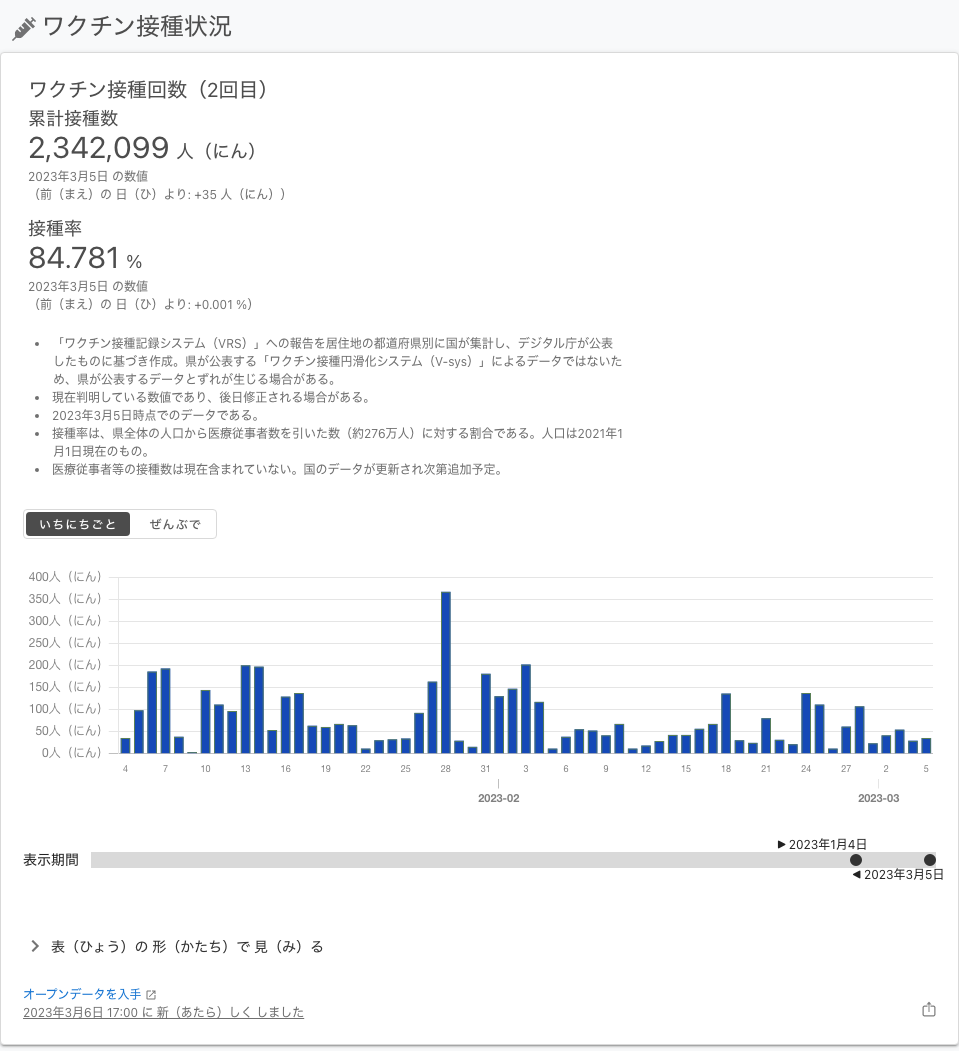 ワクチン接種状況
ワクチン接種回数（2回目）
累計接種数
2,342,099 人（にん）
2023年3月5日 の数値
（前（まえ）の 日（ひ）より: +35 人（にん））
接種率
84.781 %
2023年3月5日 の数値
（前（まえ）の 日（ひ）より: +0.001 %）
• 「ワクチン接種記録システム（VRS）」への報告を居住地の都道府県別に国が集計し、デジタル庁が公表
したものに基づき作成。県が公表する「ワクチン接種円滑化システム（V-sys）」によるデータではないた
め、県が公表するデータとずれが生じる場合がある。
• 現在判明している数値であり、後日修正される場合がある。
• 2023年3月5日時点でのデータである。
• 接種率は、県全体の人口から医療従事者数を引いた数（約276万人）に対する割合である。人口は2021年1
月1日現在のもの。
• 医療従事者等の接種数は現在含まれていない。国のデータが更新され次第追加予定。
いちにちごと ぜんぶで
400人（にん）
350人（にん）
300人（にん）
250人（にん）
200人（にん）
150人（にん）
100人（にん）
50人（にん）
0人（にん）
4 7 10 13 16 19 22 25 28 31 3 6 9 12 15 18 21 24 27 2 5
2023-02 2023-03
▶ 2023年1月4日
表示期間
◀ 2023年3月5日
表（ひょう）の 形（かたち）で 見（み）る
オープンデータを入手
2023年3月6日 17:00 に 新（あたら）しく しました